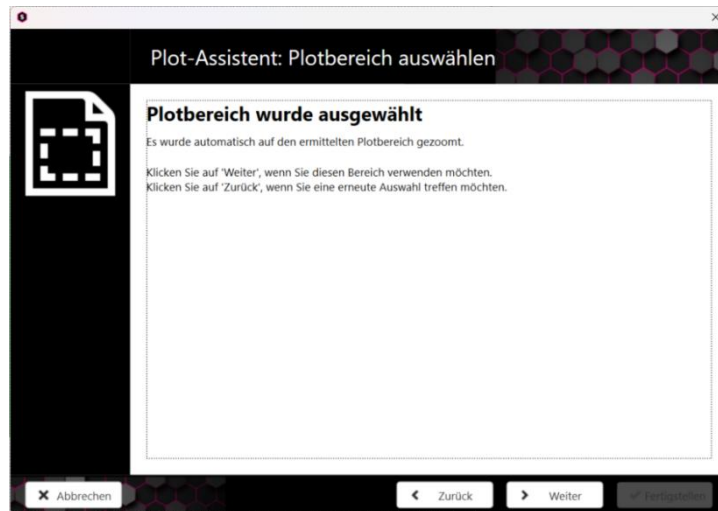 Plot-Assistent: Plotbereich auswählen
Plotbereich wurde ausgewählt
Es wurde automatisch auf den ermittelten Plotbereich gezoomt.
Klicken Sie auf 'Weiter', wenn Sie diesen Bereich verwenden möchten.
Klicken Sie auf 'Zurück', wenn Sie eine erneute Auswahl treffen möchten.
Abbrechen
Zurück
Weiter
Fertigstellen